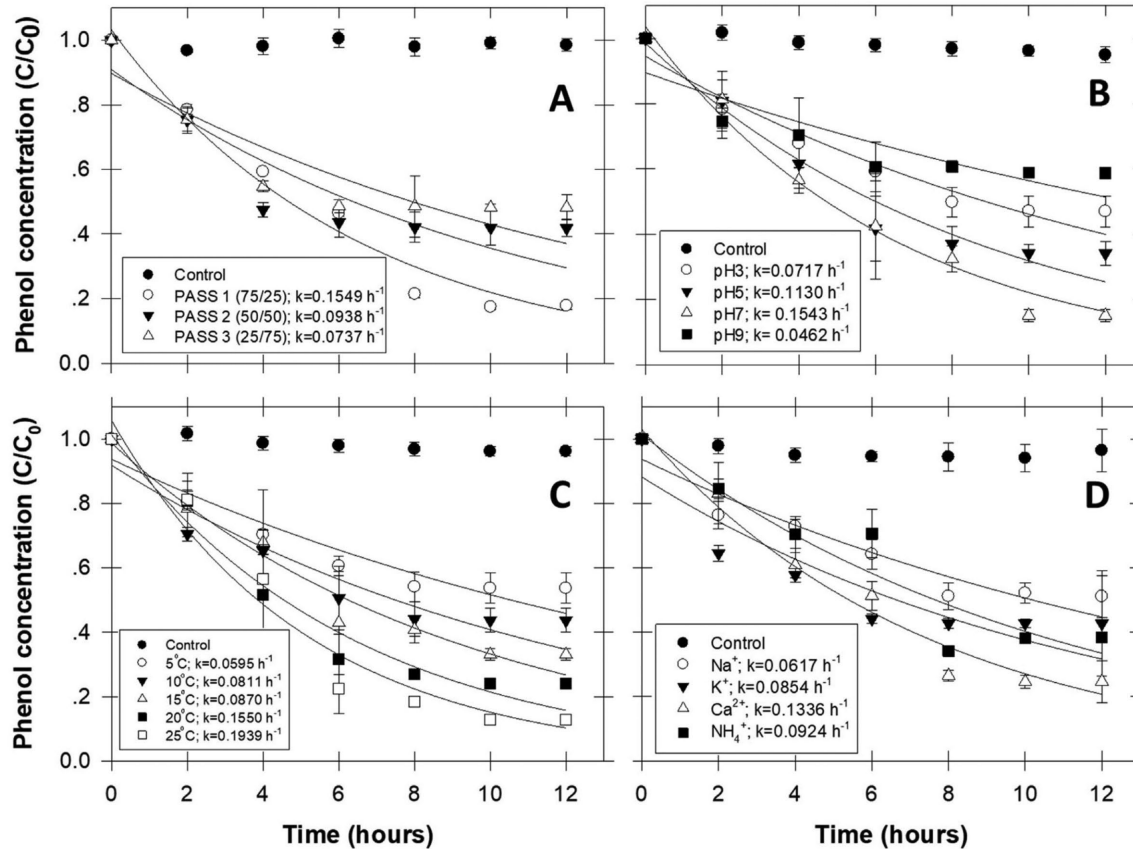 Phenol concentration (C/C0)
1.0
.8
.6
.4
.2
0.0
A
Control
PASS 1 (75/25); k=0.1549 h-1
PASS 2 (50/50); k=0.0938 h-1
PASS 3 (25/75); k=0.0737 h-1
B
Control
pH3; k=0.0717 h-1
pH5; k=0.1130 h-1
pH7; k= 0.1543 h-1
pH9; k= 0.0462 h-1
Phenol concentration (C/C0)
1.0
.8
.6
.4
.2
0.0
C
Control
5°C; k=0.0595 h-1
10°C; k=0.0811 h-1
15°C; k=0.0870 h-1
20°C; k=0.1550 h-1
25°C; k=0.1939 h-1
0 2 4 6 8 10 12
Time (hours)
D
Control
Na+; k=0.0617 h-1
K+; k=0.0854 h-1
Ca2+; k=0.1336 h-1
NH4+; k=0.0924 h-1
0 2 4 6 8 10 12
Time (hours)